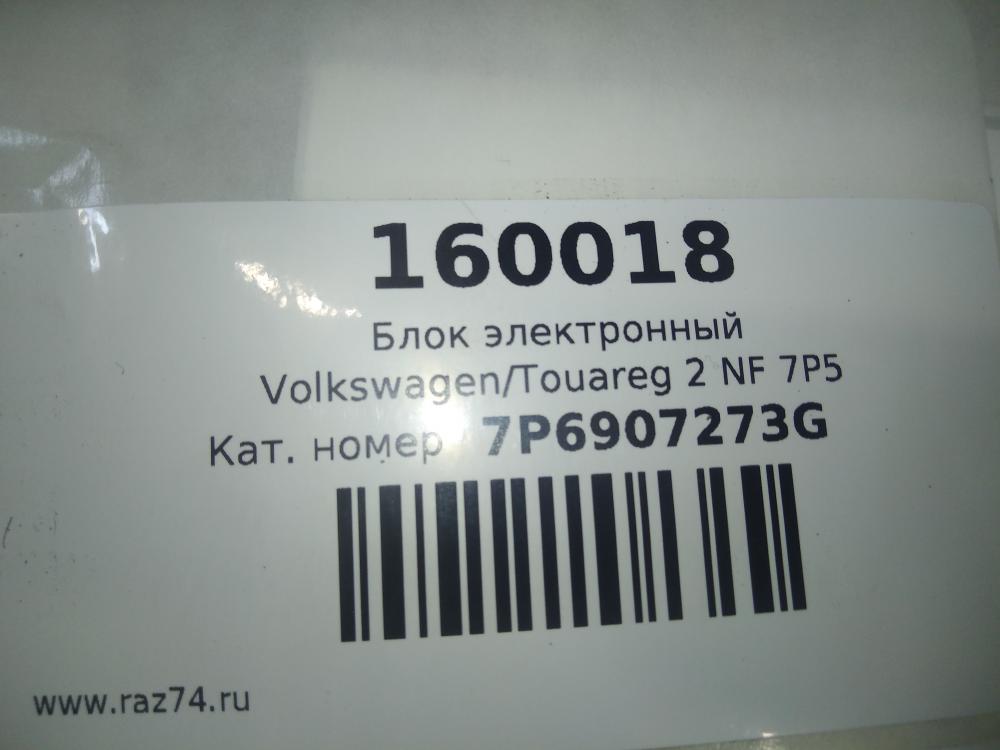 160018
Блок электронный
Volkswagen/Touareg 2 NF 7P5
Кат. номер 7P6907273G
www.raz74.ru